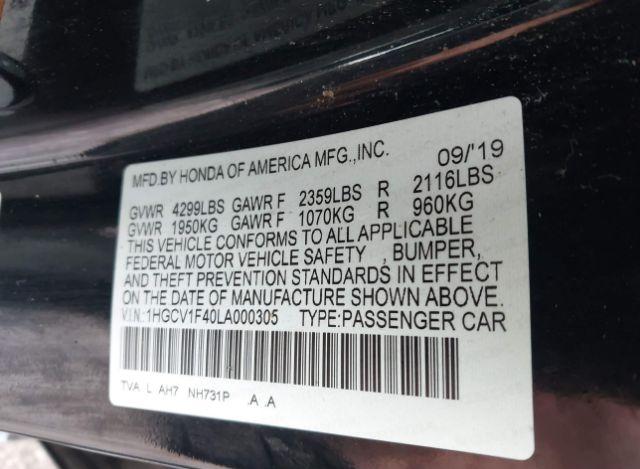 MFD.BY HONDA OF AMERICA MFG.,INC. 09/'19
GVWR 4299LBS GAWR F 2359LBS R 2116LBS
GVWR 1950KG GAWR F 1070KG R 960KG
THIS VEHICLE CONFORMS TO ALL APPLICABLE
FEDERAL MOTOR VEHICLE SAFETY , BUMPER,
AND THEFT PREVENTION STANDARDS IN EFFECT
ON THE DATE OF MANUFACTURE SHOWN ABOVE.
V.I.N.:1HGCV1F40LA000305 TYPE:PASSENGER CAR
TVA L AH7 NH731P .A .A